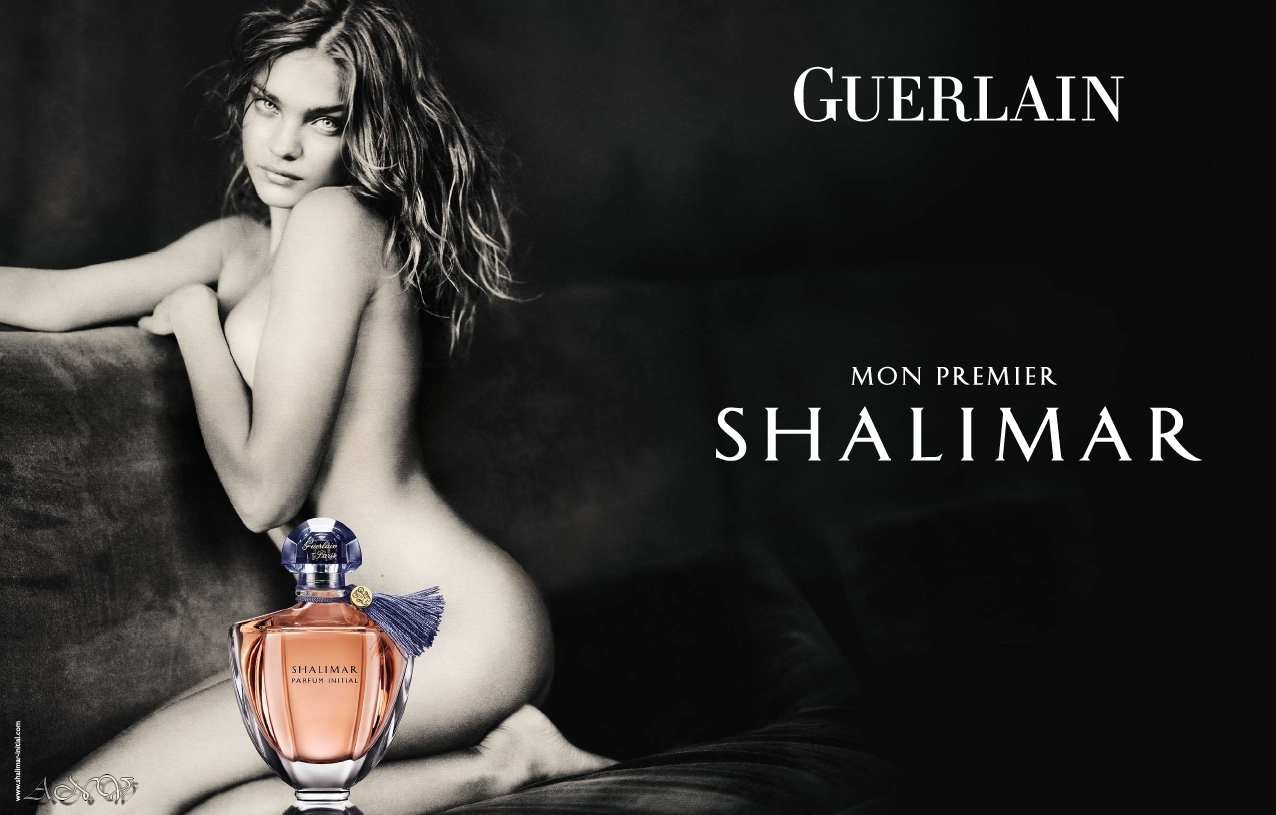 GUERLAIN
MON PREMIER
SHALIMAR
Guerlain
Paris
SHALIMAR
PARFUM INITIAL
www.shalimar-initial.com
A.N.V.